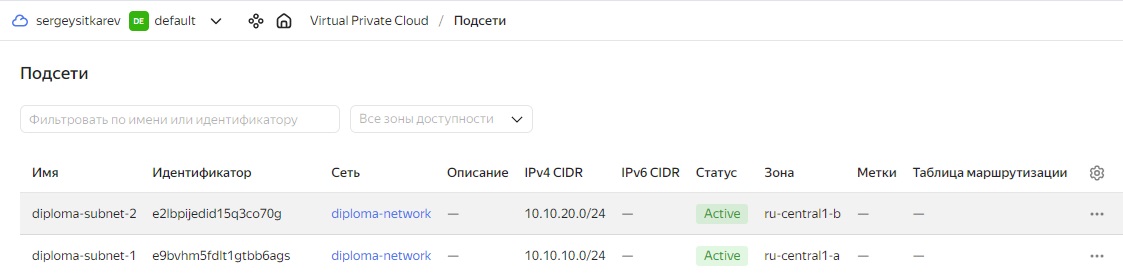 sergeysitkarev DE default Virtual Private Cloud / Подсети
Подсети
Фильтровать по имени или идентификатору Все зоны доступности
Имя Идентификатор Сеть Описание IPv4 CIDR IPv6 CIDR Статус Зона Метки Таблица маршрутизации
diploma-subnet-2 e2lbpijedid15q3co70g diploma-network — 10.10.20.0/24 — Active ru-central1-b — —
diploma-subnet-1 e9bvhm5fdlt1gtbb6ags diploma-network — 10.10.10.0/24 — Active ru-central1-a — —